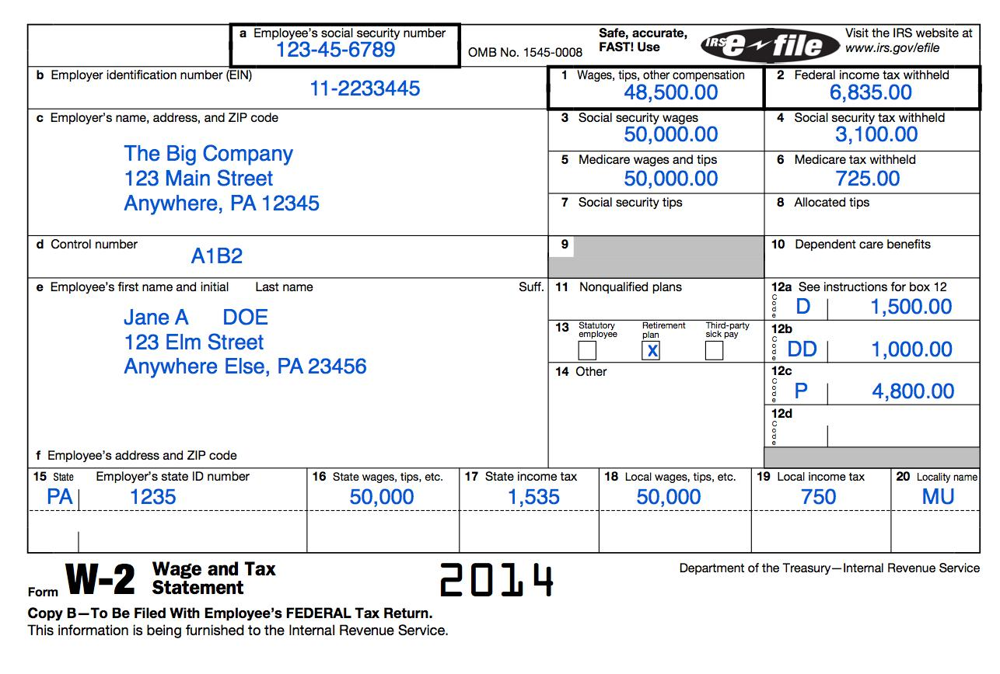 a Employee's social security number
123-45-6789
OMB No. 1545-0008
Safe, accurate,
FAST! Use
IRS e-file
Visit the IRS website at
www.irs.gov/efile
b Employer identification number (EIN)
11-2233445
1 Wages, tips, other compensation
48,500.00
2 Federal income tax withheld
6,835.00
c Employer's name, address, and ZIP code
The Big Company
123 Main Street
Anywhere, PA 12345
3 Social security wages
50,000.00
4 Social security tax withheld
3,100.00
5 Medicare wages and tips
50,000.00
6 Medicare tax withheld
725.00
7 Social security tips
8 Allocated tips
d Control number
A1B2
9
10 Dependent care benefits
e Employee's first name and initial Last name Suff.
Jane A DOE
123 Elm Street
Anywhere Else, PA 23456
f Employee's address and ZIP code
11 Nonqualified plans
12a See instructions for box 12
Code D 1,500.00
13 Statutory employee Retirement plan Third-party sick pay
X
12b
Code DD 1,000.00
14 Other
12c
Code P 4,800.00
12d
Code
15 State Employer's state ID number
PA 1235
16 State wages, tips, etc.
50,000
17 State income tax
1,535
18 Local wages, tips, etc.
50,000
19 Local income tax
750
20 Locality name
MU
Form W-2 Wage and Tax
Statement
2014
Department of the Treasury—Internal Revenue Service
Copy B—To Be Filed With Employee's FEDERAL Tax Return.
This information is being furnished to the Internal Revenue Service.